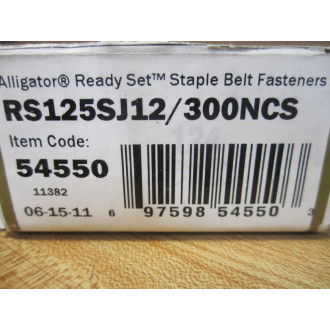 Alligator® Ready Set™ Staple Belt Fasteners
RS125SJ12/300NCS
Item Code:
54550
11382
06-15-11
6 97598 54550 3